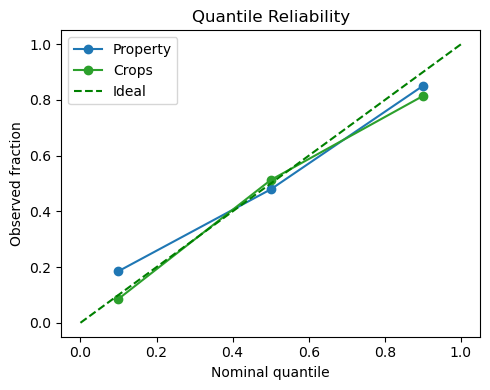 Quantile Reliability
Property
Crops
Ideal
Observed fraction
1.0
0.8
0.6
0.4
0.2
0.0
0.0 0.2 0.4 0.6 0.8 1.0
Nominal quantile